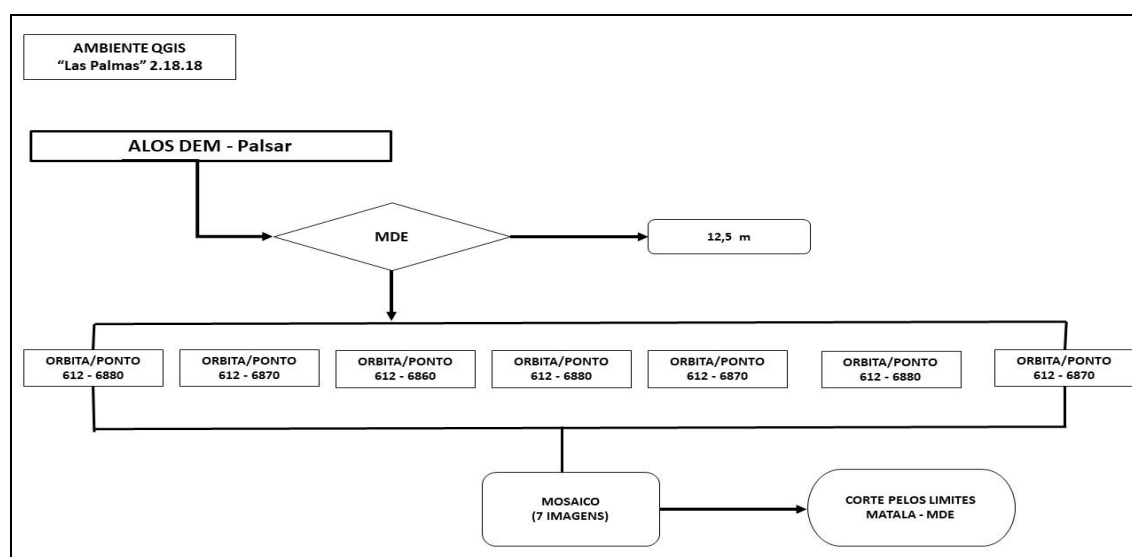 AMBIENTE QGIS
“Las Palmas” 2.18.18
ALOS DEM - Palsar
MDE
12,5 m
ORBITA/PONTO
612 - 6880
ORBITA/PONTO
612 - 6870
ORBITA/PONTO
612 - 6860
ORBITA/PONTO
612 - 6880
ORBITA/PONTO
612 - 6870
ORBITA/PONTO
612 - 6880
ORBITA/PONTO
612 - 6870
MOSAICO
(7 IMAGENS)
CORTE PELOS LIMITES
MATALA - MDE